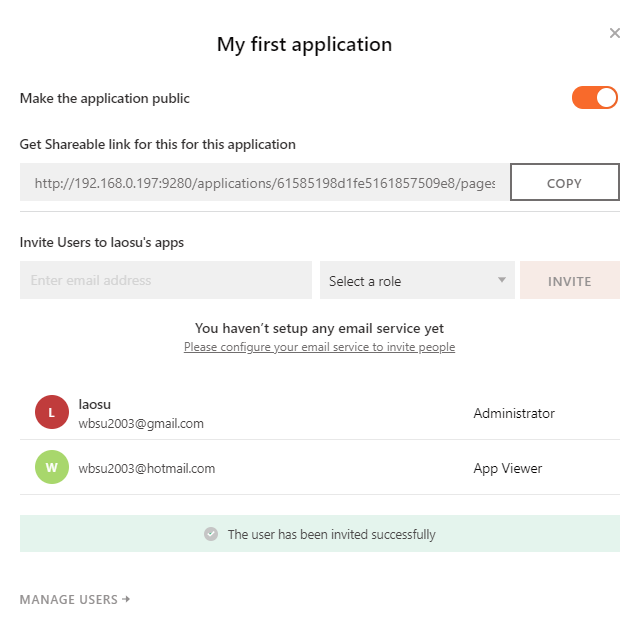 My first application
Make the application public
Get Shareable link for this for this application
http://192.168.0.197:9280/applications/61585198d1fe5161857509e8/pages
COPY
Invite Users to laosu's apps
Enter email address
Select a role
INVITE
You haven’t setup any email service yet
Please configure your email service to invite people
L
laosu
wbsu2003@gmail.com
Administrator
W
wbsu2003@hotmail.com
App Viewer
The user has been invited successfully
MANAGE USERS